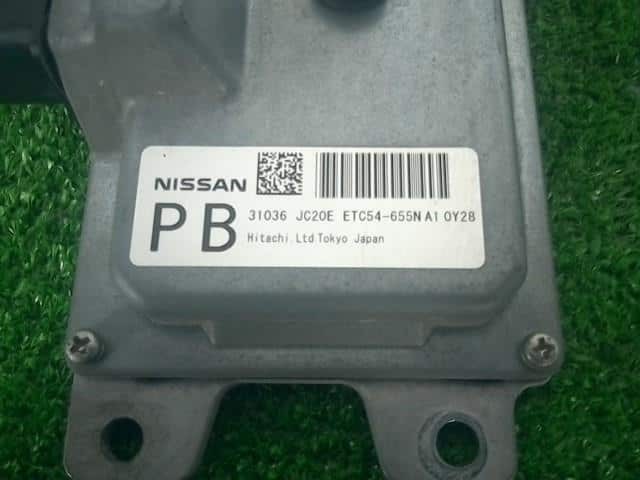 NISSAN
PB
31036 JC20E ETC54-655N A1 0Y28
Hitachi.Ltd Tokyo Japan